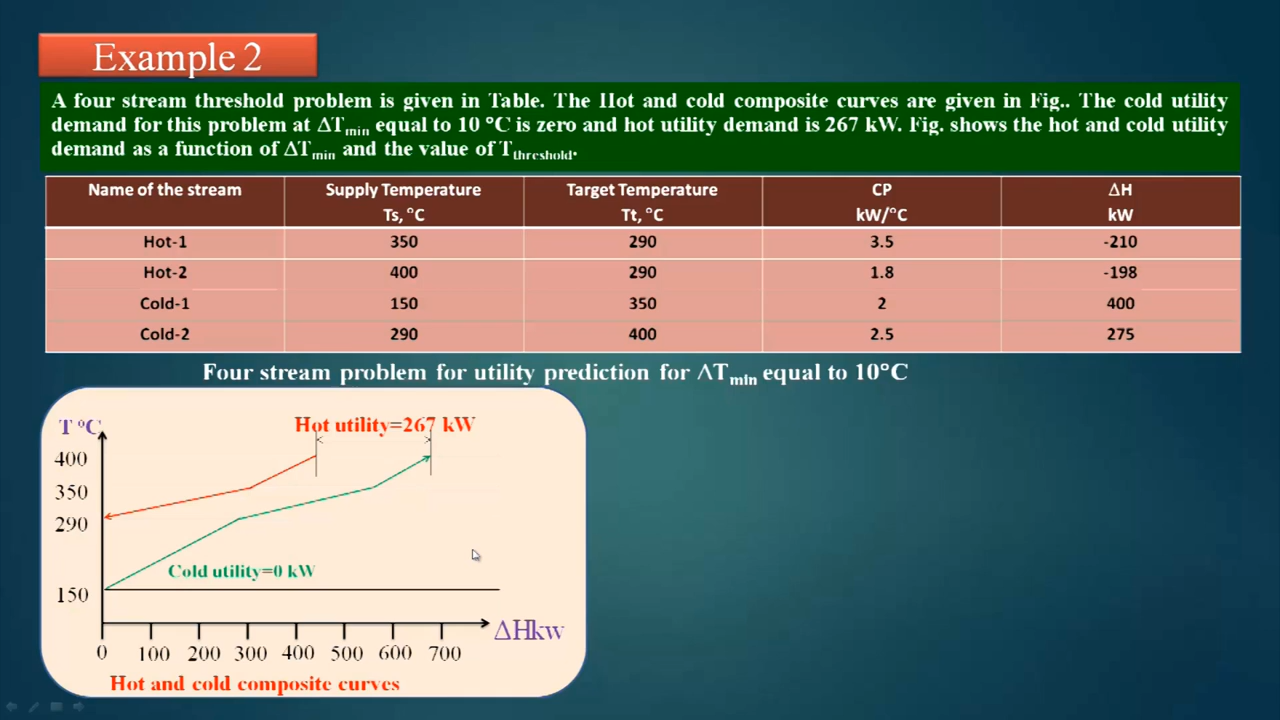 Example 2
A four stream threshold problem is given in Table. The Hot and cold composite curves are given in Fig.. The cold utility
demand for this problem at ΔTmin equal to 10 °C is zero and hot utility demand is 267 kW. Fig. shows the hot and cold utility
demand as a function of ΔTmin and the value of Tthreshold.
Name of the stream Supply Temperature Target Temperature CP ΔH
Ts, °C Tt, °C kW/°C kW
Hot-1 350 290 3.5 -210
Hot-2 400 290 1.8 -198
Cold-1 150 350 2 400
Cold-2 290 400 2.5 275
Four stream problem for utility prediction for ΔTmin equal to 10°C
T °C
Hot utility=267 kW
400
350
290
Cold utility=0 kW
150
ΔHkw
0 100 200 300 400 500 600 700
Hot and cold composite curves